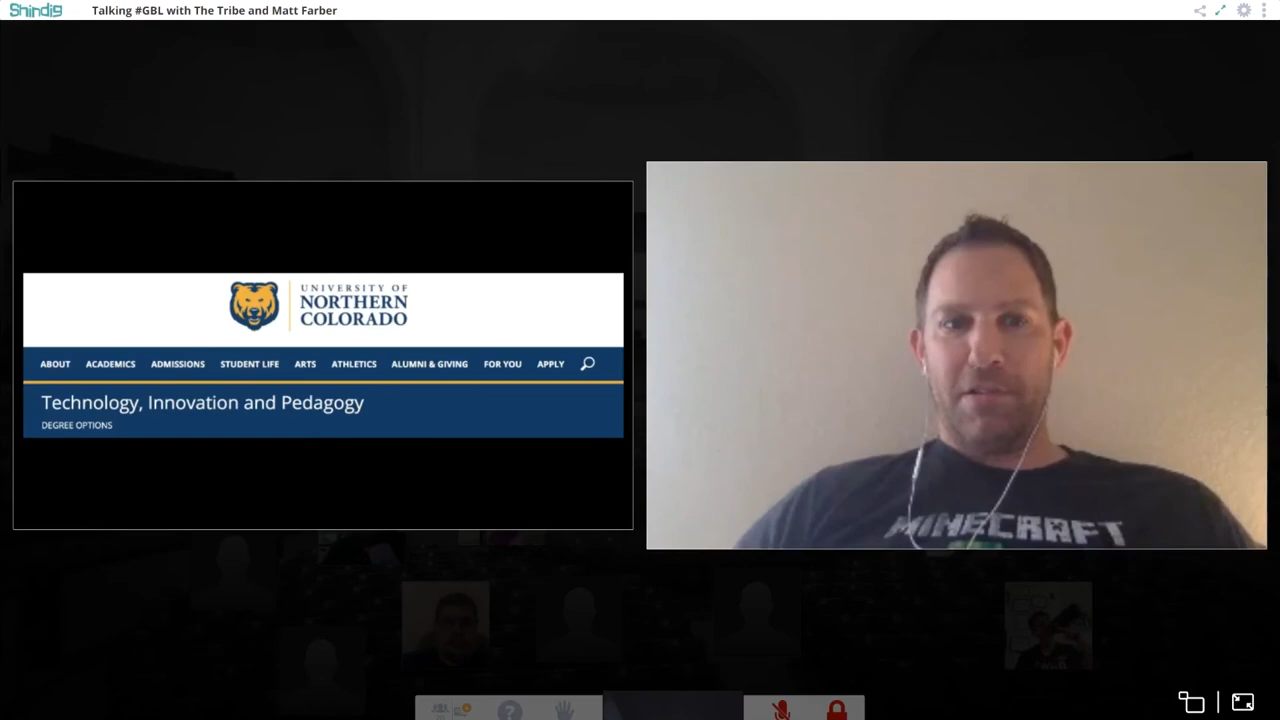 Shindig
Talking #GBL with The Tribe and Matt Farber
UNIVERSITY OF
NORTHERN
COLORADO
ABOUT ACADEMICS ADMISSIONS STUDENT LIFE ARTS ATHLETICS ALUMNI & GIVING FOR YOU APPLY
Technology, Innovation and Pedagogy
DEGREE OPTIONS
MINECRAFT